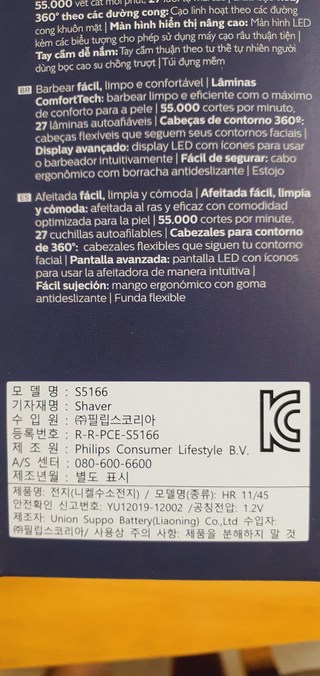 55.000 vết cắt mỗi phút, 27
360° theo các đường cong: Cạo linh hoạt theo các đường
cong khuôn mặt | Màn hình hiển thị nâng cao: Màn hình LED
kèm các biểu tượng cho phép sử dụng máy cạo râu thuận tiện |
Tay cầm dễ nắm: Tay cầm thuận theo tư thế tự nhiên người
dùng bọc cao su chống trượt |Túi đựng mềm
BR Barbear fácil, limpo e confortável | Lâminas
ComfortTech: barbear limpo e eficiente com o máximo
de conforto para a pele | 55.000 cortes por minuto,
27 lâminas autoafiáveis | Cabeças de contorno 360º:
cabeças flexíveis que seguem seus contornos faciais |
Display avançado: display LED com ícones para usar
o barbeador intuitivamente | Fácil de segurar: cabo
ergonômico com borracha antideslizante | Estojo
ES Afeitada fácil, limpia y cómoda | Afeitada fácil, limpia
y cómoda: afeitada al ras y eficaz con comodidad
optimizada para la piel | 55.000 cortes por minuto,
27 cuchillas autoafilables | Cabezales para contorno
de 360°: cabezales flexibles que siguen tu contorno
facial | Pantalla avanzada: pantalla LED con íconos
para usar la afeitadora de manera intuitiva |
Fácil sujeción: mango ergonómico con goma
antideslizante | Funda flexible
모 델 명 : S5166
기자재명 : Shaver
수 입 원 : ㈜필립스코리아
등록번호 : R-R-PCE-S5166
제 조 원 : Philips Consumer Lifestyle B.V.
A/S 센터 : 080-600-6600
제조년월 : 별도 표시
제품명: 전지(니켈수소전지) / 모델명(종류): HR 11/45
안전확인 신고번호: YU12019-12002 /공칭전압: 1.2V
제조자: Union Suppo Battery(Liaoning) Co.,Ltd 수입자:
㈜필립스코리아/ 사용상 주의 사항: 제품을 분해하지 말 것